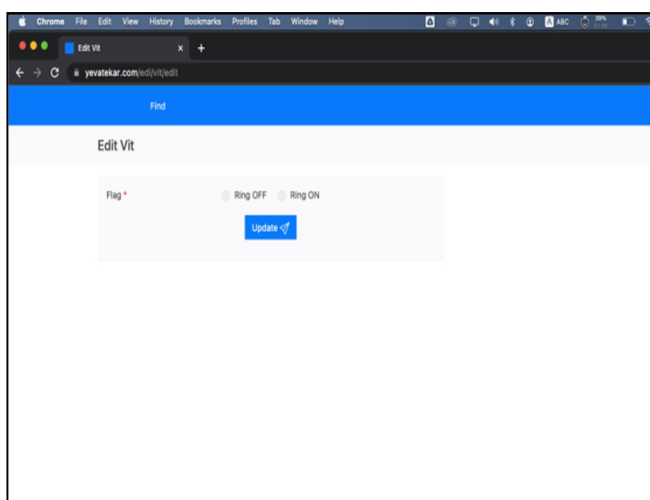 Chrome File Edit View History Bookmarks Profiles Tab Window Help A ABC
Edit Vit
yevatekar.com/edi/vit/edit
Find
Edit Vit
Flag * Ring OFF Ring ON
Update